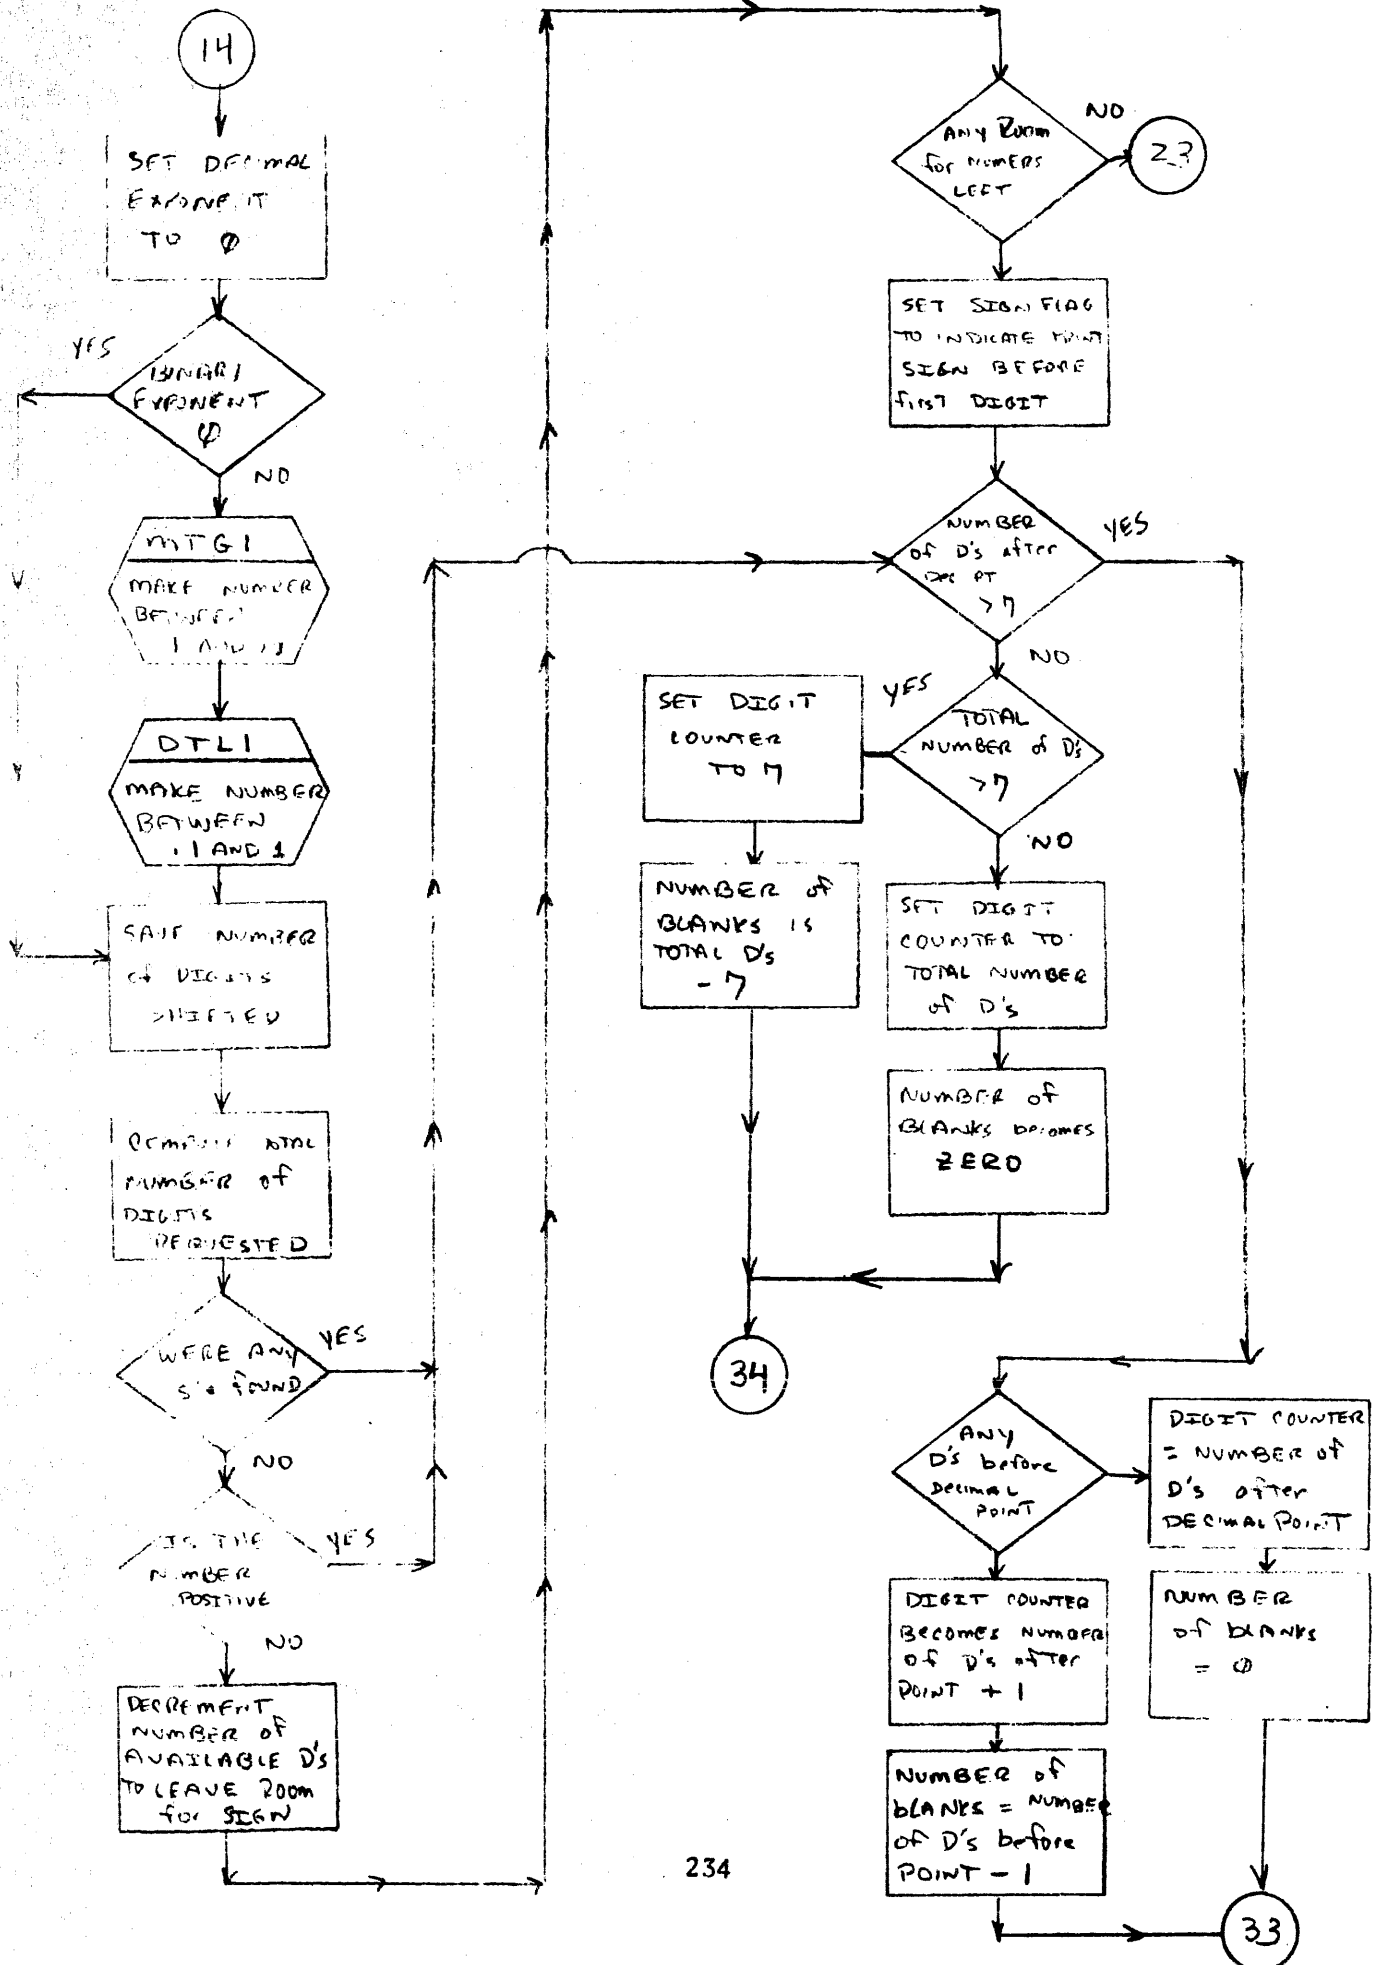 14
SET DECIMAL
EXPONENT
TO φ
YES
BINARY
EXPONENT
φ
NO
MTG1
MAKE NUMBER
BETWEEN
1 AND
DTL1
MAKE NUMBER
BETWEEN
.1 AND 1
SAVE NUMBER
of DIGITS
SHIFTED
COMPUTE TOTAL
NUMBER of
DIGITS
REQUESTED
WERE ANY
S's FOUND
YES
NO
IS THE
NUMBER
POSITIVE
YES
NO
DECREMENT
NUMBER of
AVAILABLE D's
TO LEAVE ROOM
for SIGN
ANY ROOM
for NUMERS
LEFT
NO
23
SET SIGN FLAG
TO INDICATE PRINT
SIGN BEFORE
first DIGIT
NUMBER
of D's after
DEC PT
>7
YES
NO
TOTAL
NUMBER of D's
>7
YES
NO
SET DIGIT
COUNTER
TO 7
NUMBER of
BLANKS IS
TOTAL D's
-7
SET DIGIT
COUNTER TO
TOTAL NUMBER
of D's
NUMBER of
BLANKS becomes
ZERO
34
ANY
D's before
DECIMAL
POINT
DIGIT COUNTER
= NUMBER of
D's after
DECIMAL POINT
NUMBER
of bLANKS
= φ
DIGIT COUNTER
BECOMES NUMBER
of D's after
POINT + 1
NUMBER of
bLANKS = NUMBER
of D's before
POINT - 1
33
234